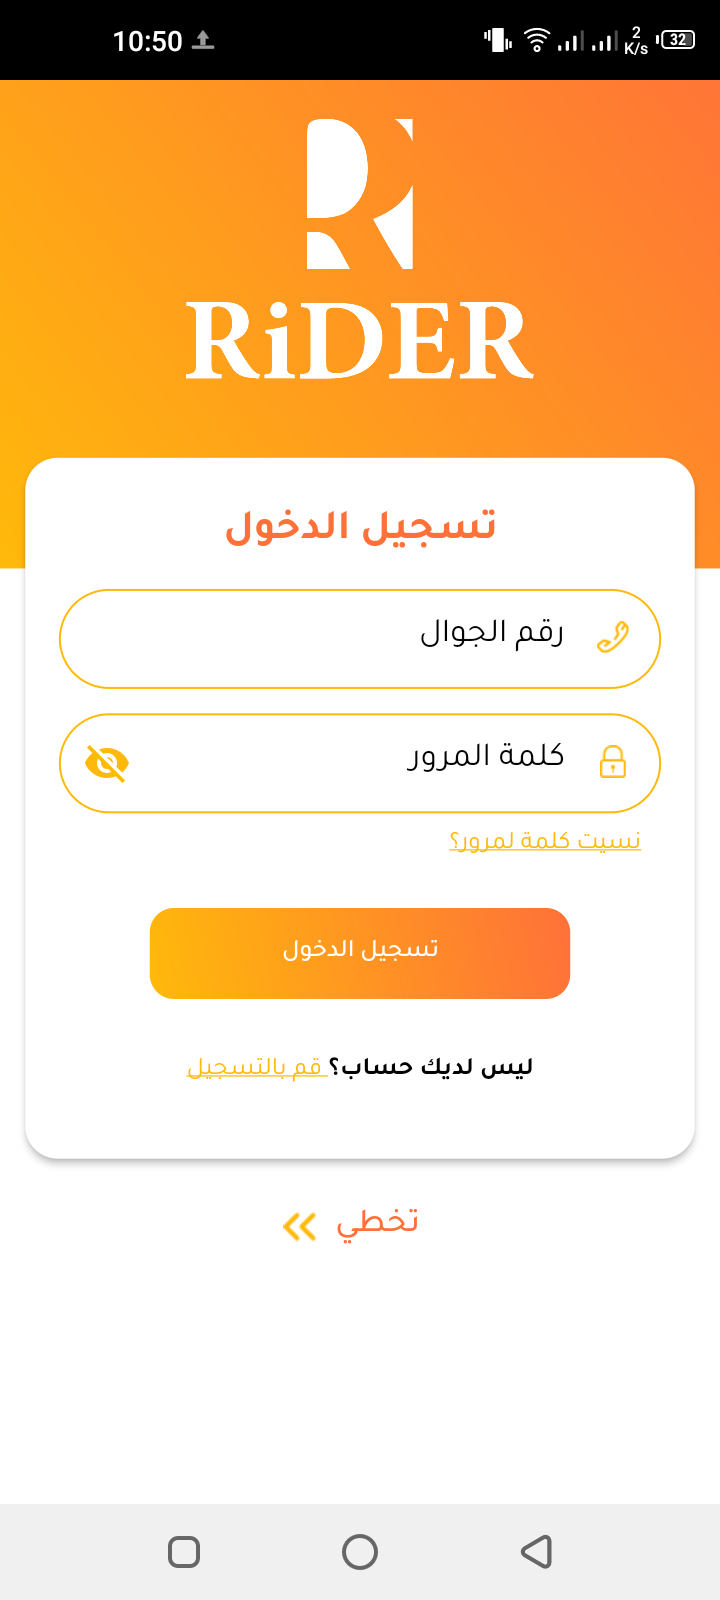 10:50
2
K/s
32
RiDER
تسجيل الدخول
رقم الجوال
كلمة المرور
نسيت كلمة لمرور؟
تسجيل الدخول
ليس لديك حساب؟ قم بالتسجيل
تخطي